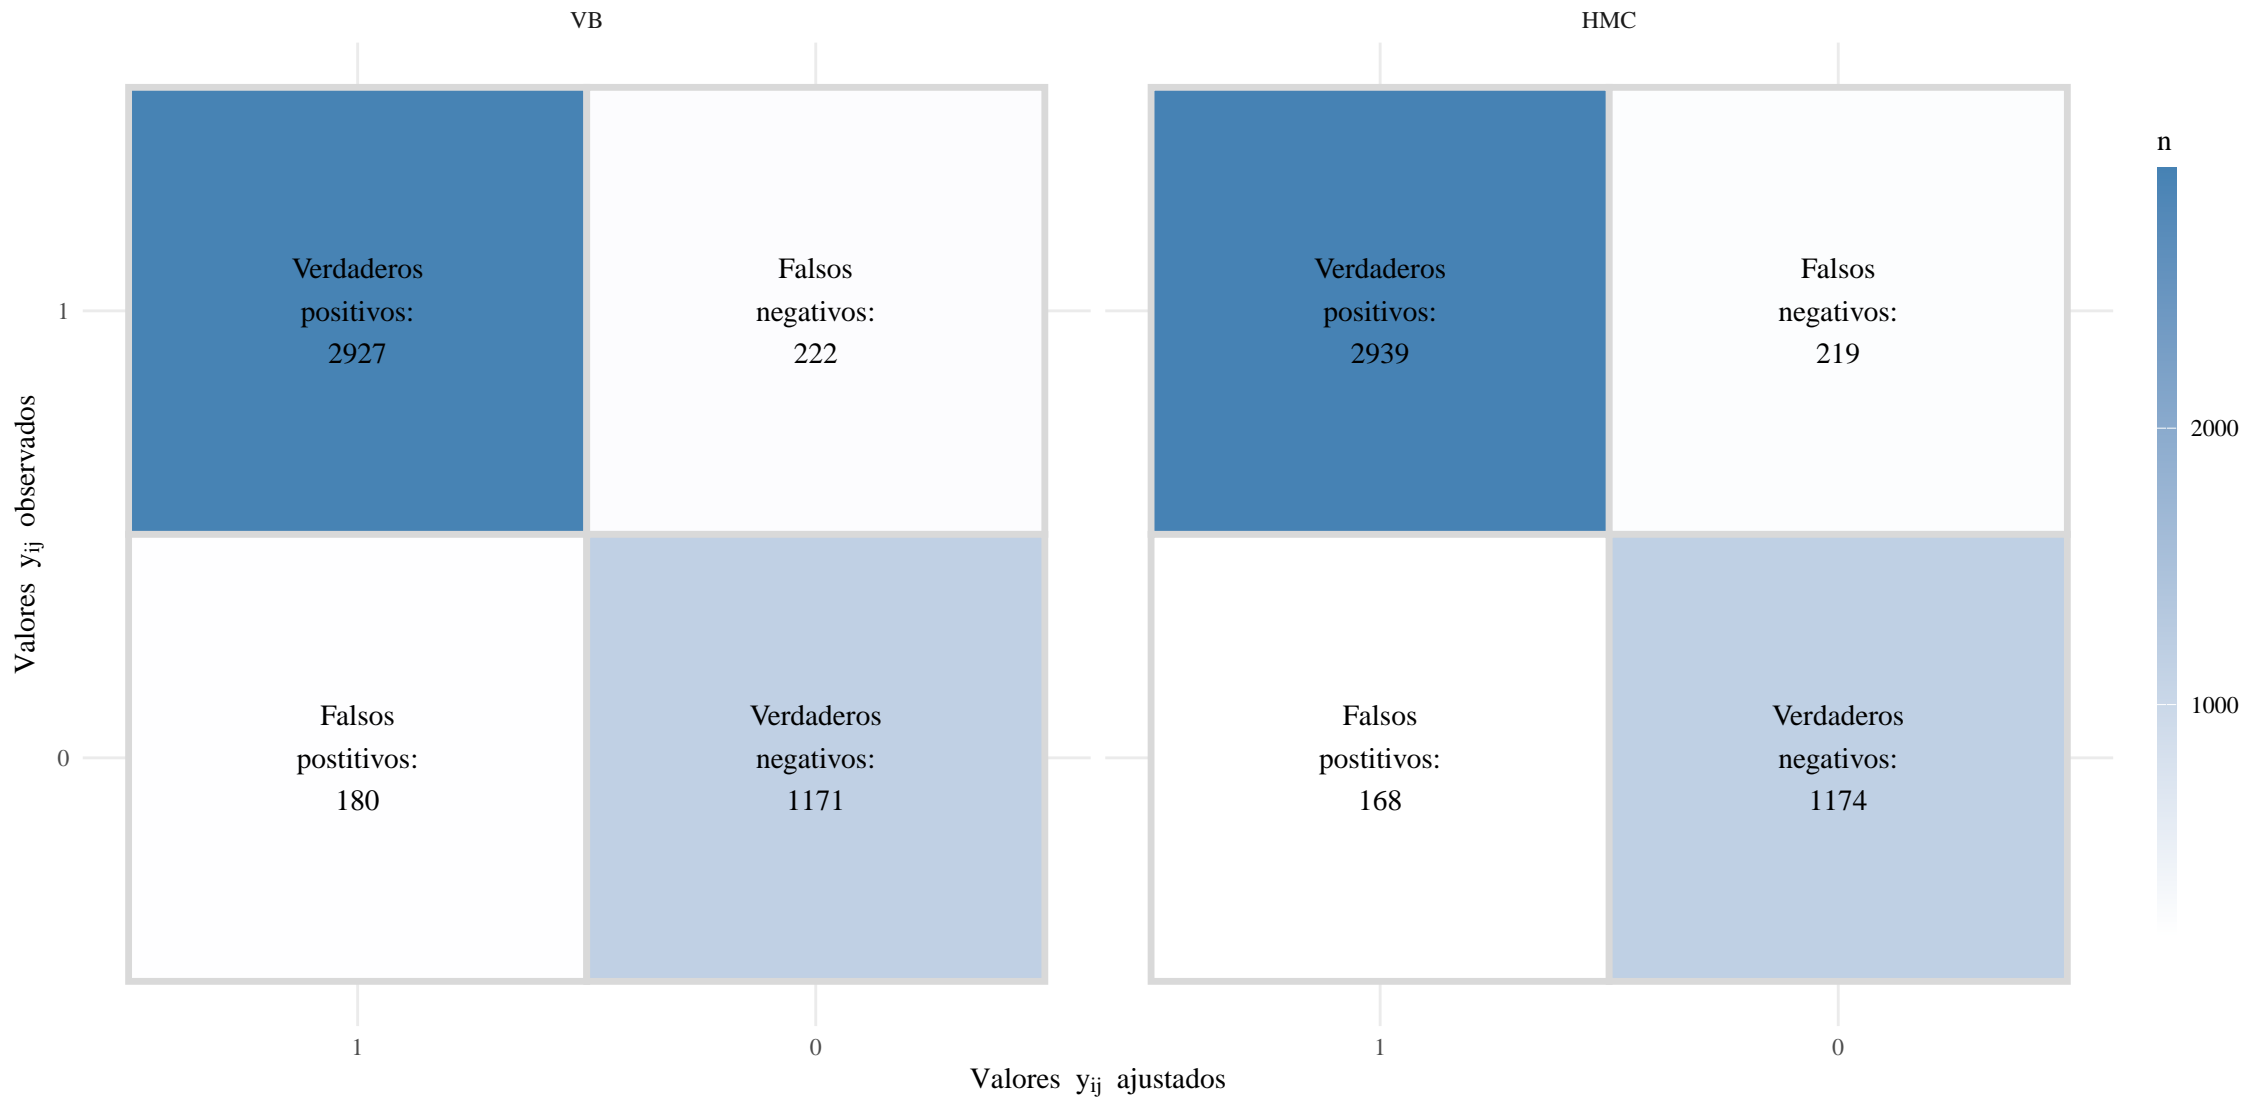 VB
HMC
Verdaderos
positivos:
2927
Falsos
negativos:
222
Falsos
postitivos:
180
Verdaderos
negativos:
1171
Verdaderos
positivos:
2939
Falsos
negativos:
219
Falsos
postitivos:
168
Verdaderos
negativos:
1174
1
0
1
0
1
0
Valores yij observados
Valores yij ajustados
n
2000
1000